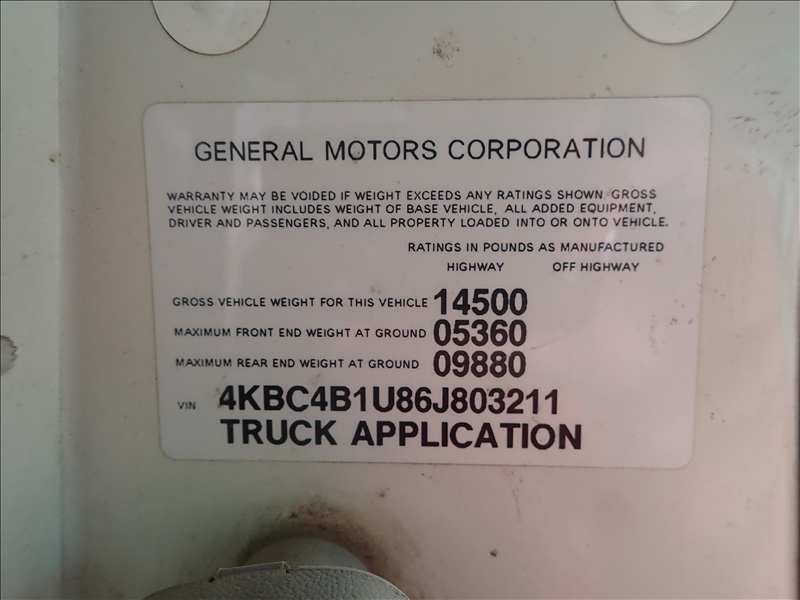 GENERAL MOTORS CORPORATION
WARRANTY MAY BE VOIDED IF WEIGHT EXCEEDS ANY RATINGS SHOWN. GROSS
VEHICLE WEIGHT INCLUDES WEIGHT OF BASE VEHICLE, ALL ADDED EQUIPMENT,
DRIVER AND PASSENGERS, AND ALL PROPERTY LOADED INTO OR ONTO VEHICLE.
RATINGS IN POUNDS AS MANUFACTURED
HIGHWAY OFF HIGHWAY
GROSS VEHICLE WEIGHT FOR THIS VEHICLE 14500
MAXIMUM FRONT END WEIGHT AT GROUND 05360
MAXIMUM REAR END WEIGHT AT GROUND 09880
VIN 4KBC4B1U86J803211
TRUCK APPLICATION